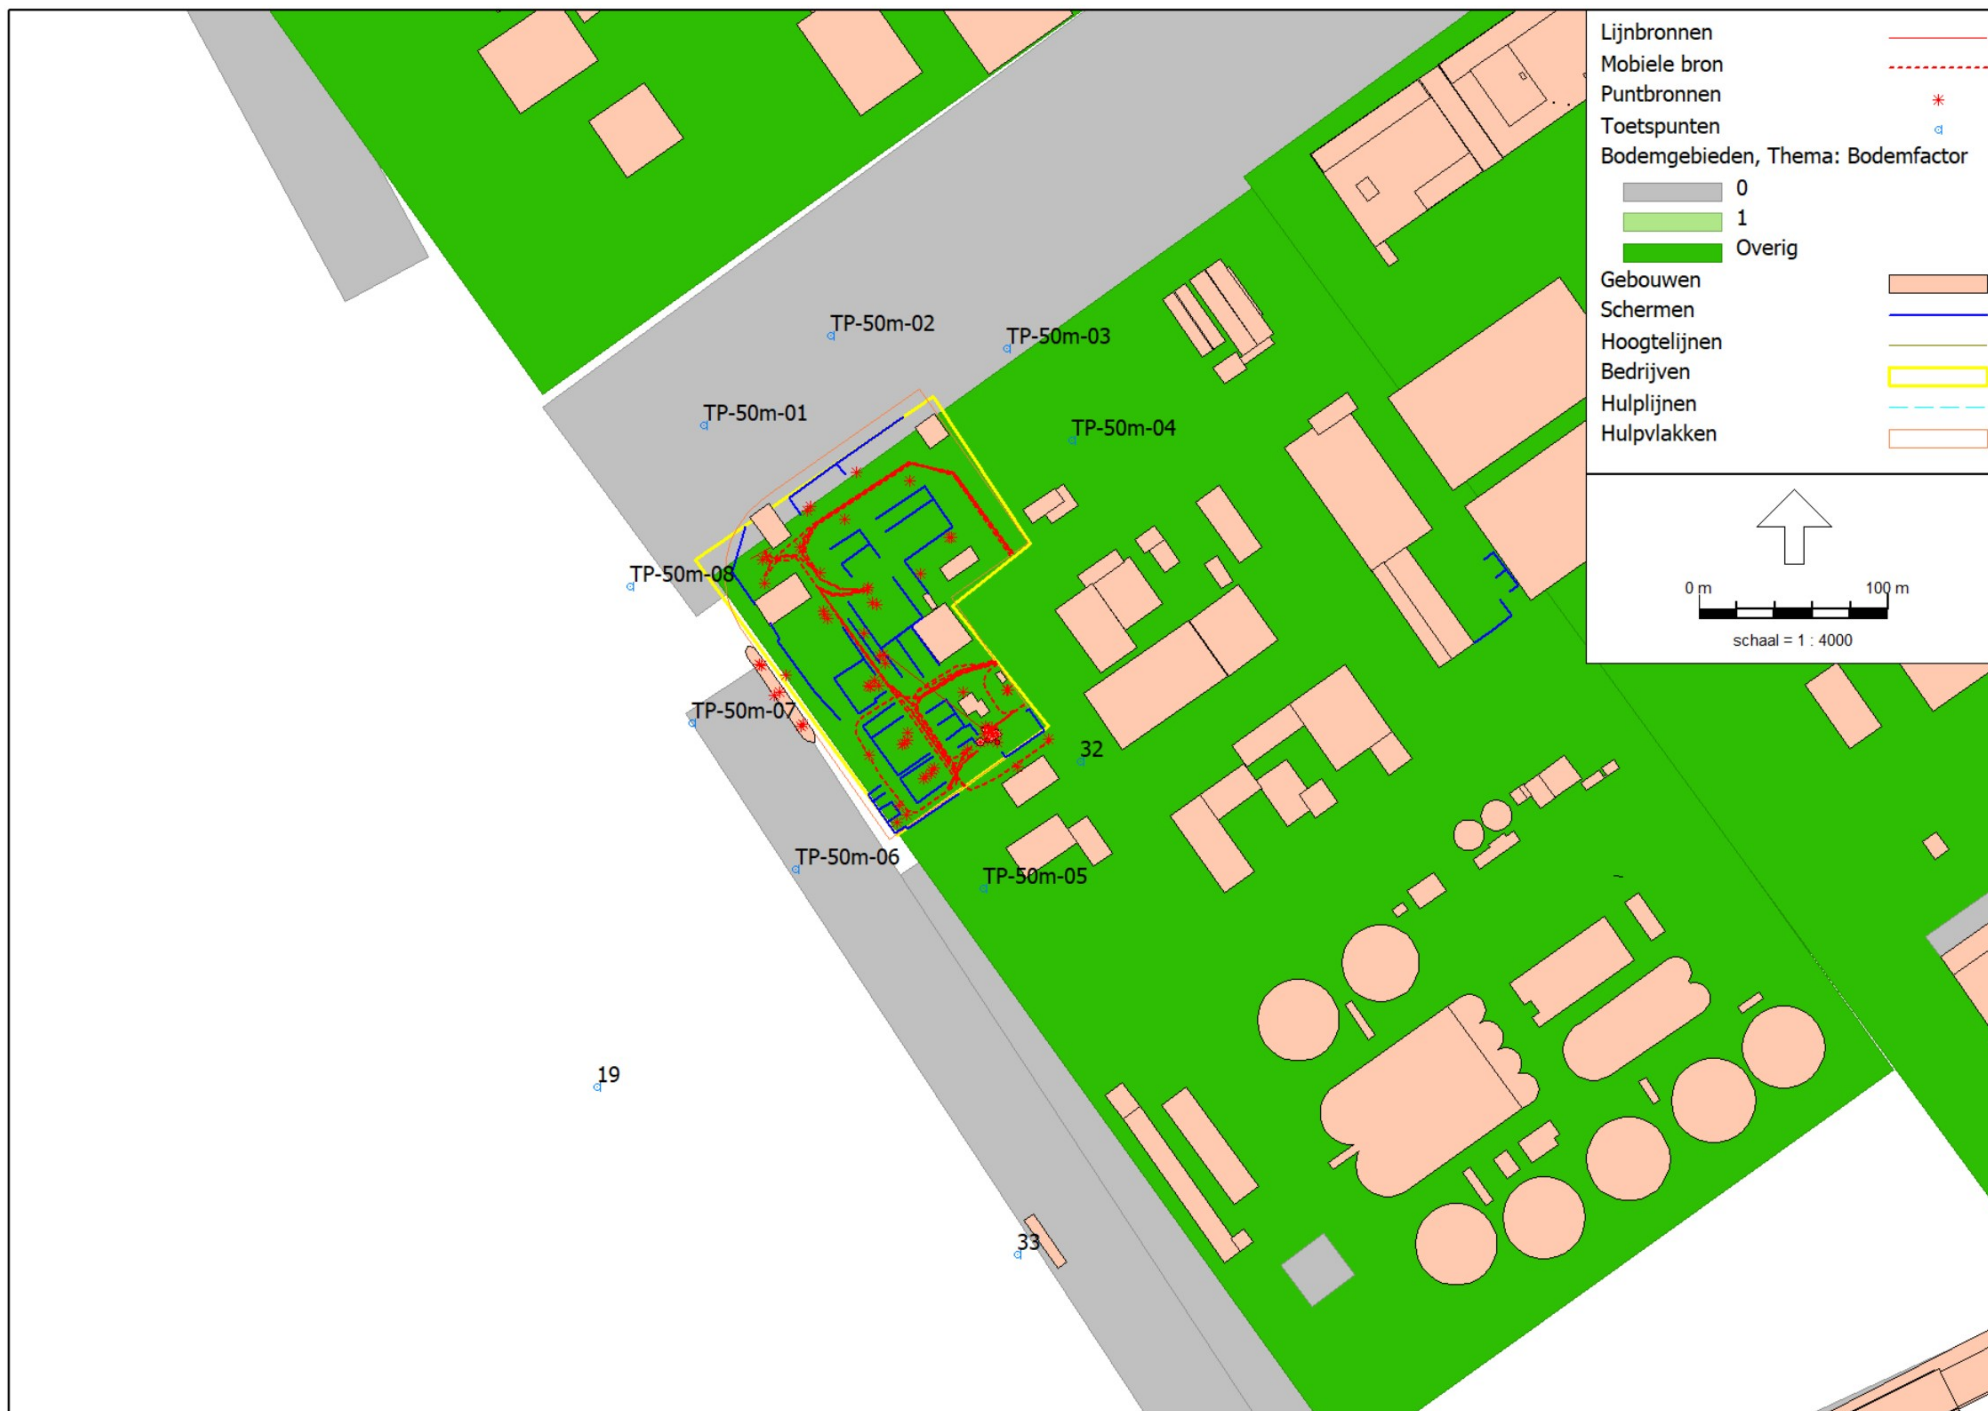 Lijnbronnen
Mobiele bron
Puntbronnen
Toetspunten
Bodemgebieden, Thema: Bodemfactor
0
1
Overig
Gebouwen
Schermen
Hoogtelijnen
Bedrijven
Hulplijnen
Hulpvlakken
0 m 100 m
schaal = 1 : 4000
TP-50m-02
TP-50m-03
TP-50m-01
TP-50m-04
TP-50m-08
TP-50m-07
32
TP-50m-06
TP-50m-05
19
33